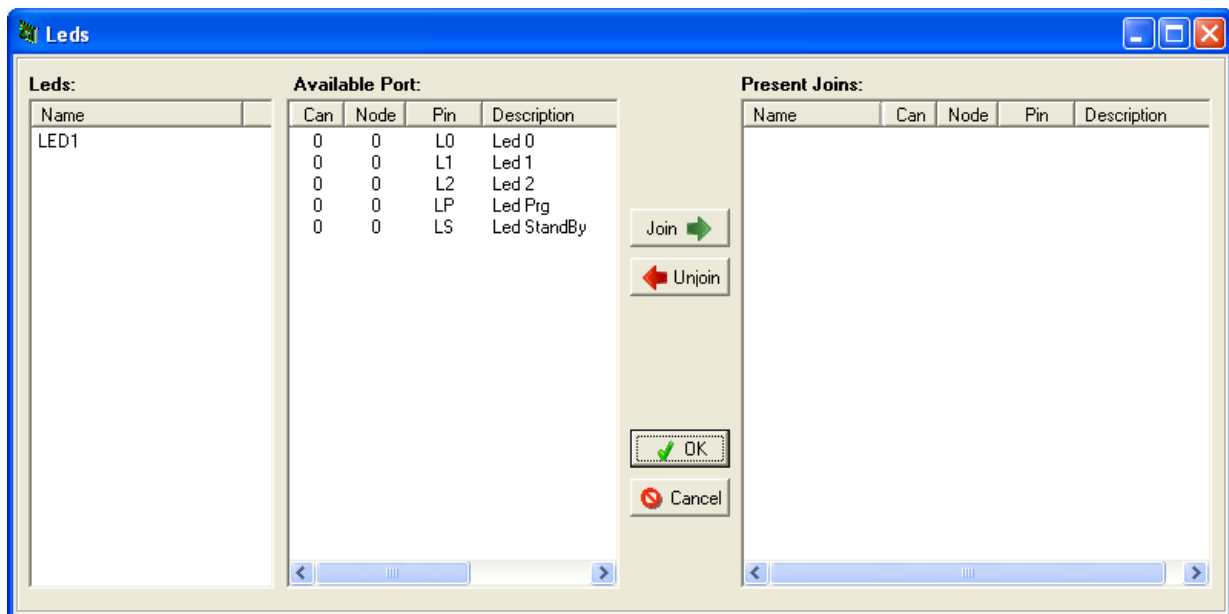 Leds
Leds:
Name
LED1
Available Port:
Can Node Pin Description
0 0 L0 Led 0
0 0 L1 Led 1
0 0 L2 Led 2
0 0 LP Led Prg
0 0 LS Led StandBy
Join
Unjoin
OK
Cancel
Present Joins:
Name Can Node Pin Description